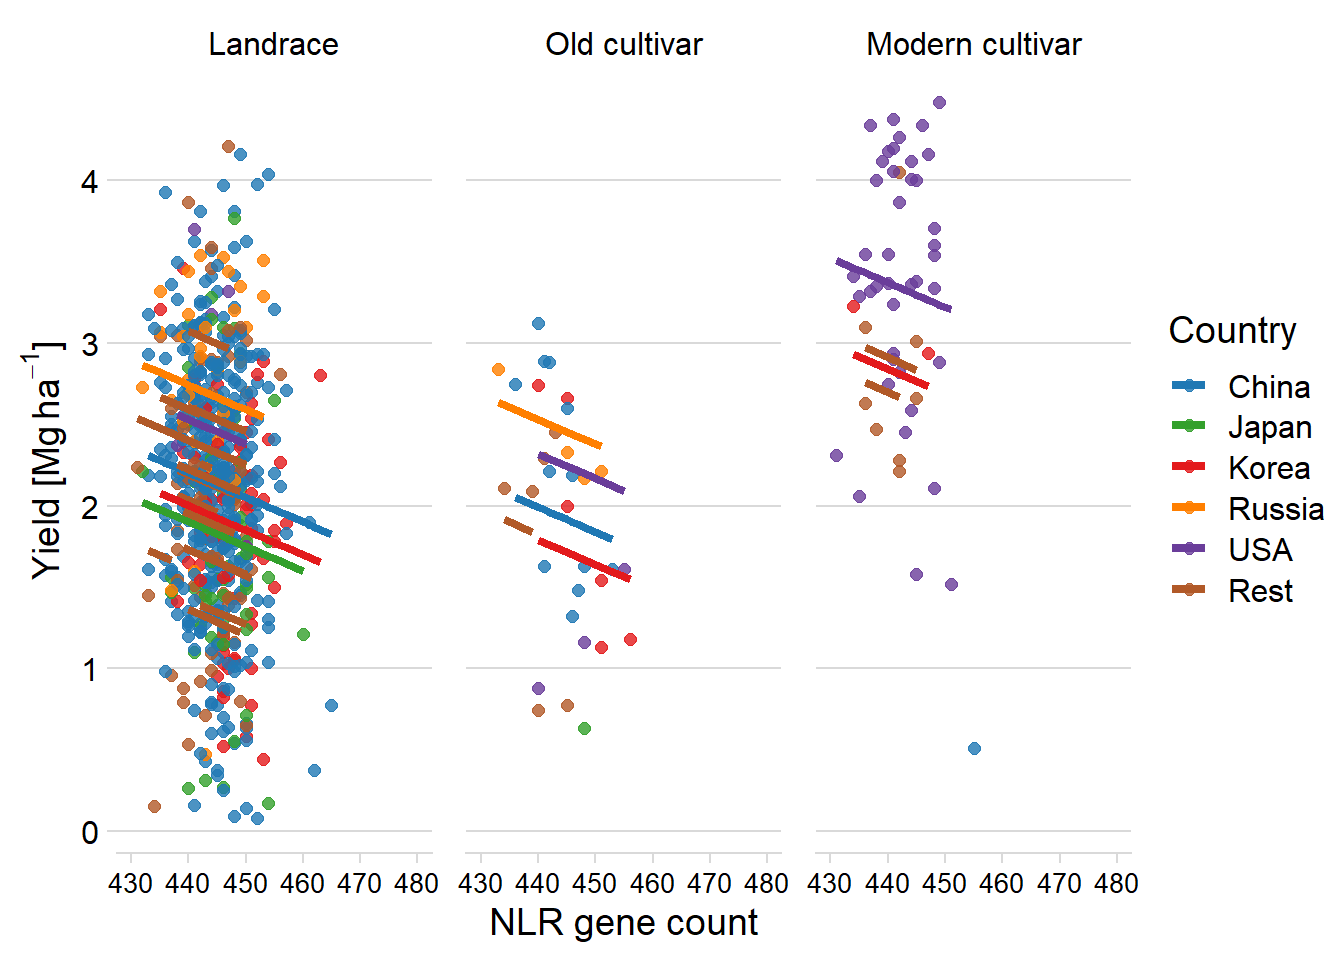 Landrace Old cultivar Modern cultivar
4
3
2
1
0
Yield [Mg ha⁻¹]
430 440 450 460 470 480 430 440 450 460 470 480 430 440 450 460 470 480
NLR gene count
Country
China
Japan
Korea
Russia
USA
Rest